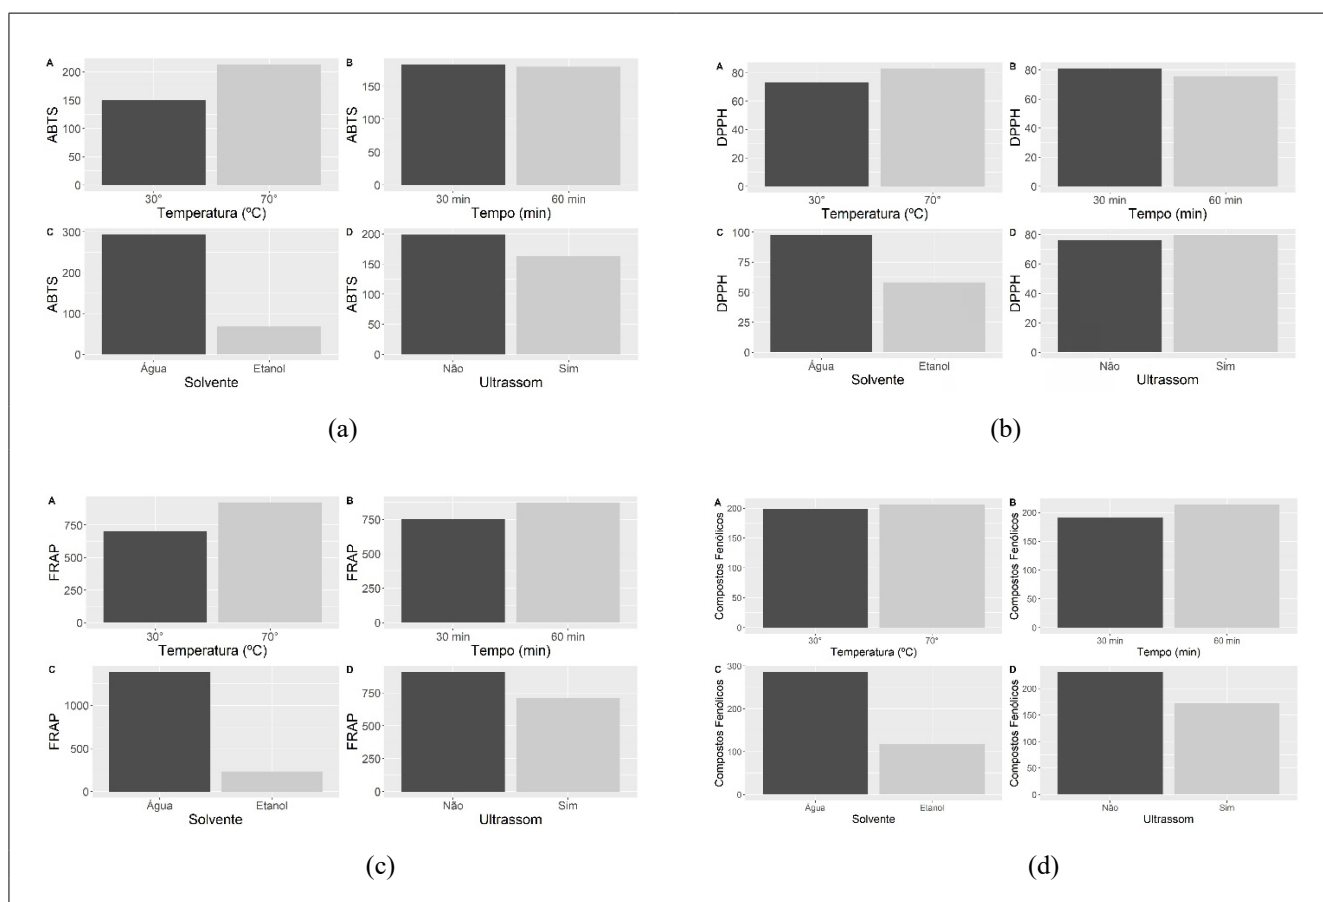 A
ABTS
200
150
100
50
0
30° 70°
Temperatura (ºC)
B
ABTS
150
100
50
0
30 min 60 min
Tempo (min)
C
ABTS
300
200
100
0
Água Etanol
Solvente
D
ABTS
200
150
100
50
0
Não Sim
Ultrassom
(a)
A
DPPH
80
60
40
20
0
30° 70°
Temperatura (ºC)
B
DPPH
80
60
40
20
0
30 min 60 min
Tempo (min)
C
DPPH
100
75
50
25
0
Água Etanol
Solvente
D
DPPH
80
60
40
20
0
Não Sim
Ultrassom
(b)
A
FRAP
750
500
250
0
30° 70°
Temperatura (ºC)
B
FRAP
750
500
250
0
30 min 60 min
Tempo (min)
C
FRAP
1000
500
0
Água Etanol
Solvente
D
FRAP
750
500
250
0
Não Sim
Ultrassom
(c)
A
Compostos Fenólicos
200
150
100
50
0
30° 70°
Temperatura (ºC)
B
Compostos Fenólicos
200
150
100
50
0
30 min 60 min
Tempo (min)
C
Compostos Fenólicos
300
200
100
0
Água Etanol
Solvente
D
Compostos Fenólicos
200
150
100
50
0
Não Sim
Ultrassom
(d)